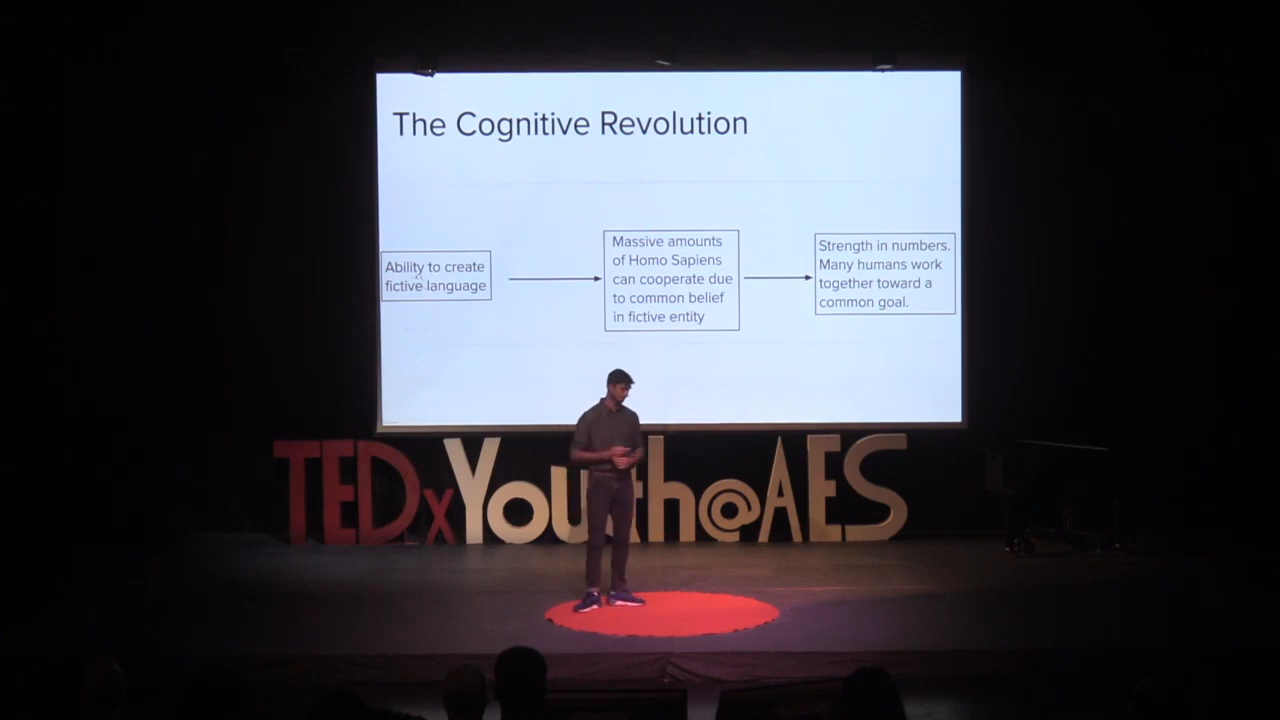 The Cognitive Revolution
Ability to create
fictive language
Massive amounts
of Homo Sapiens
can cooperate due
to common belief
in fictive entity
Strength in numbers.
Many humans work
together toward a
common goal.
TEDxYouth@AES